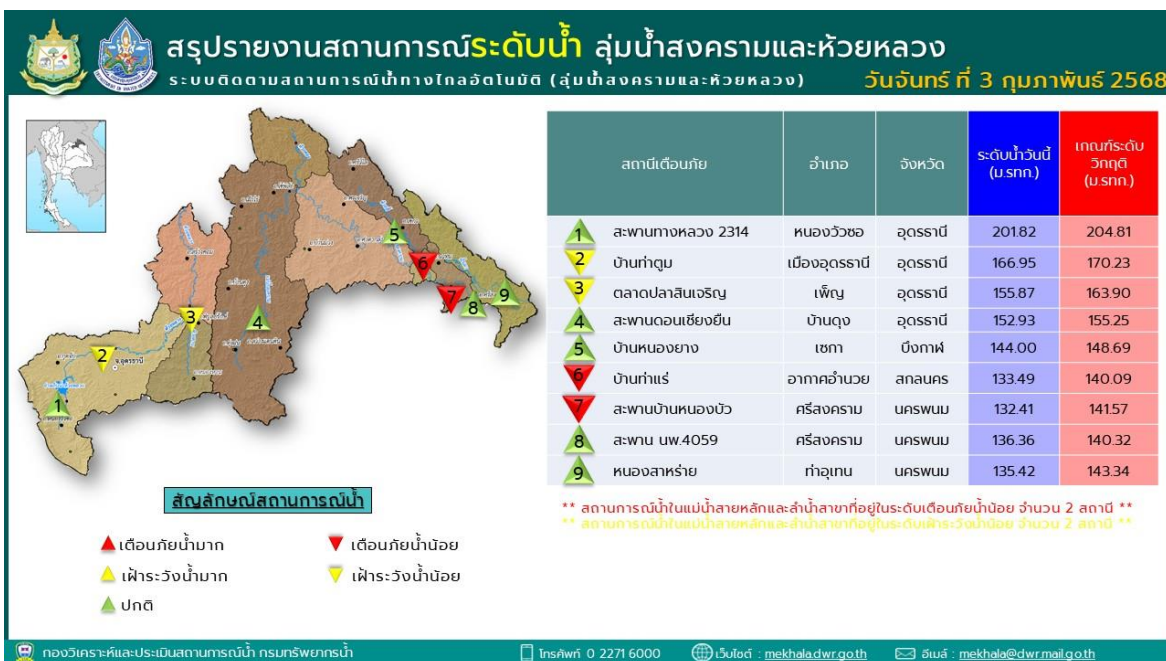 สรุปรายงานสถานการณ์ระดับน้ำ ลุ่มน้ำสงครามและห้วยหลวง
ระบบติดตามสถานการณ์น้ำทางไกลอัตโนมัติ (ลุ่มน้ำสงครามและห้วยหลวง) วันจันทร์ ที่ 3 กุมภาพันธ์ 2568
สถานีเตือนภัย อำเภอ จังหวัด ระดับน้ำวันนี้ (ม.รทก.) เกณฑ์ระดับวิกฤติ (ม.รทก.)
1 สะพานทางหลวง 2314 หนองวัวซอ อุดรธานี 201.82 204.81
2 บ้านท่าตูม เมืองอุดรธานี อุดรธานี 166.95 170.23
3 ตลาดปลาสินเจริญ เพ็ญ อุดรธานี 155.87 163.90
4 สะพานดอนเชียงยืน บ้านดุง อุดรธานี 152.93 155.25
5 บ้านหนองยาง เซกา บึงกาฬ 144.00 148.69
6 บ้านท่าแร่ อากาศอำนวย สกลนคร 133.49 140.09
7 สะพานบ้านหนองบัว ศรีสงคราม นครพนม 132.41 141.57
8 สะพาน นพ.4059 ศรีสงคราม นครพนม 136.36 140.32
9 หนองสาหร่าย ท่าอุเทน นครพนม 135.42 143.34
** สถานการณ์น้ำในแม่น้ำสายหลักและลำน้ำสาขาที่อยู่ในระดับเตือนภัยน้ำน้อย จำนวน 2 สถานี **
** สถานการณ์น้ำในแม่น้ำสายหลักและลำน้ำสาขาที่อยู่ในระดับเฝ้าระวังน้ำน้อย จำนวน 2 สถานี **
5
6
7
8
9
3
4
2
จ.อุดรธานี
1
สัญลักษณ์สถานการณ์น้ำ
เตือนภัยน้ำมาก เตือนภัยน้ำน้อย
เฝ้าระวังน้ำมาก เฝ้าระวังน้ำน้อย
ปกติ
กองวิเคราะห์และประเมินสถานการณ์น้ำ กรมทรัพยากรน้ำ โทรศัพท์ 0 2271 6000 เว็บไซต์ : mekhala.dwr.go.th อีเมล์ : mekhala@dwr.mail.go.th